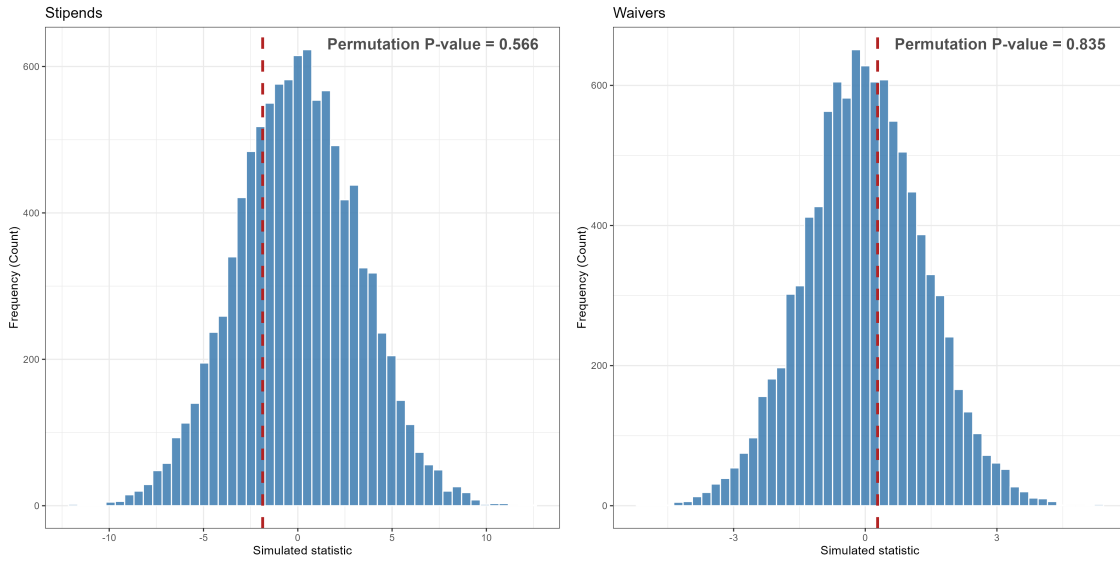 Stipends
Permutation P-value = 0.566
Frequency (Count)
600
400
200
0
-10
-5
0
5
10
Simulated statistic
Waivers
Permutation P-value = 0.835
Frequency (Count)
600
400
200
0
-3
0
3
Simulated statistic